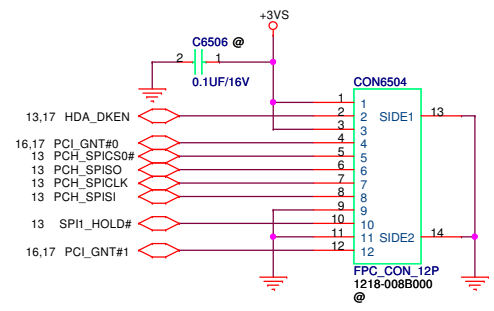 +3VS
C6506 @
2 1
0.1UF/16V
CON6504
1 1
13,17 HDA_DKEN 2 2 SIDE1 13
3 3
16,17 PCI_GNT#0 4 4
13 PCH_SPICS0# 5 5
13 PCH_SPISO 6 6
13 PCH_SPICLK 7 7
13 PCH_SPISI 8 8
9 9
13 SPI1_HOLD# 10 10
11 11 SIDE2 14
16,17 PCI_GNT#1 12 12
FPC_CON_12P
1218-008B000
@